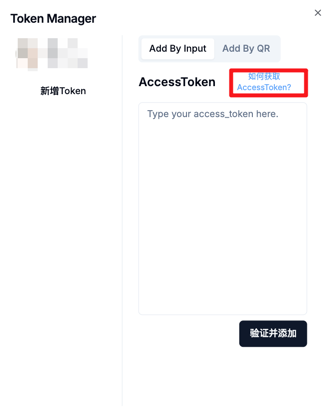 Token Manager
新增Token
Add By Input
Add By QR
AccessToken
如何获取
AccessToken?
Type your access_token here.
验证并添加